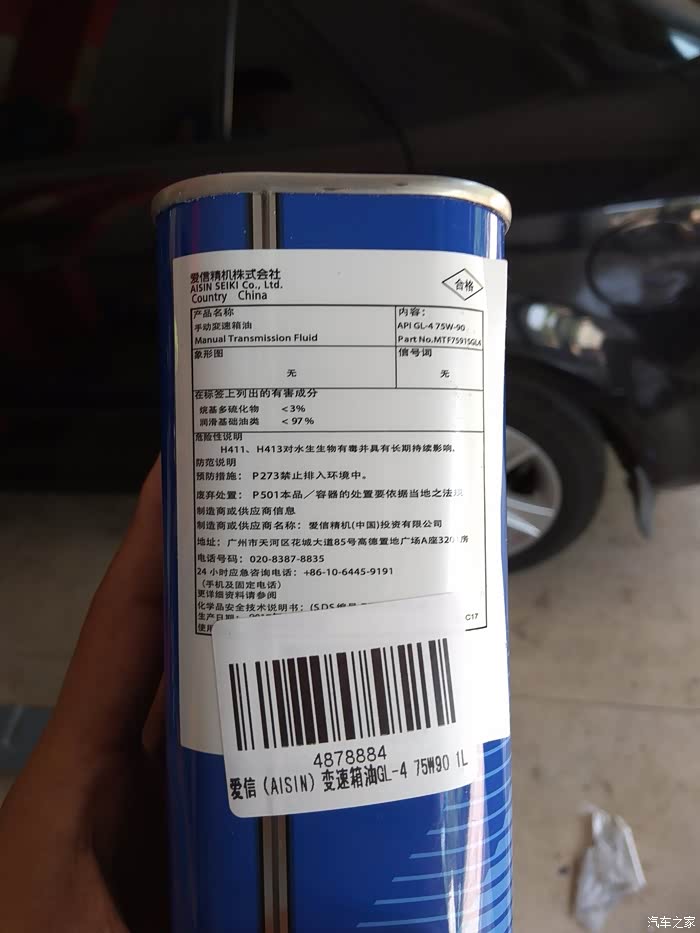 爱信精机株式会社
AISIN SEIKI Co., Ltd.
Country China
合格
产品名称
手动变速箱油
Manual Transmission Fluid
内容:
API GL-4 75W-90
Part No.MTF75915GL4
象形图
无
信号词
无
在标签上列出的有害成分
烷基多硫化物 <3%
润滑基础油类 <97%
危险性说明
H411、H413对水生生物有毒并具有长期持续影响。
防范说明
预防措施: P273禁止排入环境中。
废弃处置: P501本品/容器的处置要依据当地之法规
制造商或供应商信息
制造商或供应商名称: 爱信精机(中国)投资有限公司
地址: 广州市天河区花城大道85号高德置地广场A座320 房
电话号码: 020-8387-8835
24 小时应急咨询电话: +86-10-6445-9191
(手机及固定电话)
更详细资料请参阅
化学品安全技术说明书: (SDS编号
生产日期:
C17
4878884
爱信(AISIN)变速箱油GL-4 75W90 1L
汽车之家